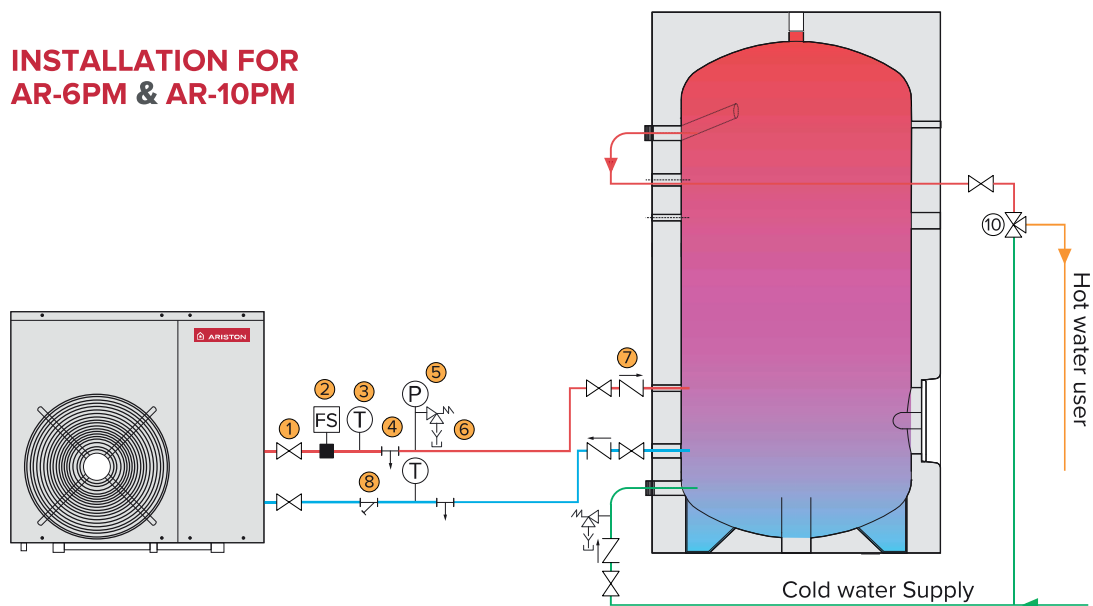 INSTALLATION FOR
AR-6PM & AR-10PM
10
Hot water user
ARISTON
7
5
2
3
P
FS
T
1
4
6
T
8
Cold water Supply